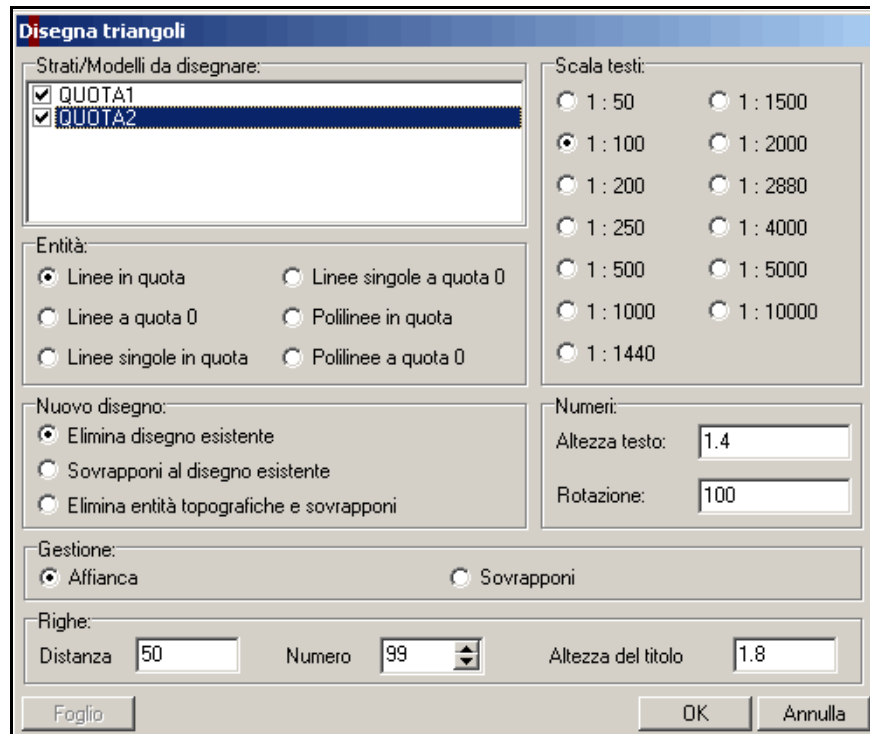 Disegna triangoli
Strati/Modelli da disegnare:
QUOTA1
QUOTA2
Entità:
Linee in quota
Linee singole a quota 0
Linee a quota 0
Polilinee in quota
Linee singole in quota
Polilinee a quota 0
Scala testi:
1 : 50
1 : 1500
1 : 100
1 : 2000
1 : 200
1 : 2880
1 : 250
1 : 4000
1 : 500
1 : 5000
1 : 1000
1 : 10000
1 : 1440
Nuovo disegno:
Elimina disegno esistente
Sovrapponi al disegno esistente
Elimina entità topografiche e sovrapponi
Numeri:
Altezza testo: 1.4
Rotazione: 100
Gestione:
Affianca
Sovrapponi
Righe:
Distanza 50 Numero 99 Altezza del titolo 1.8
Foglio OK Annulla